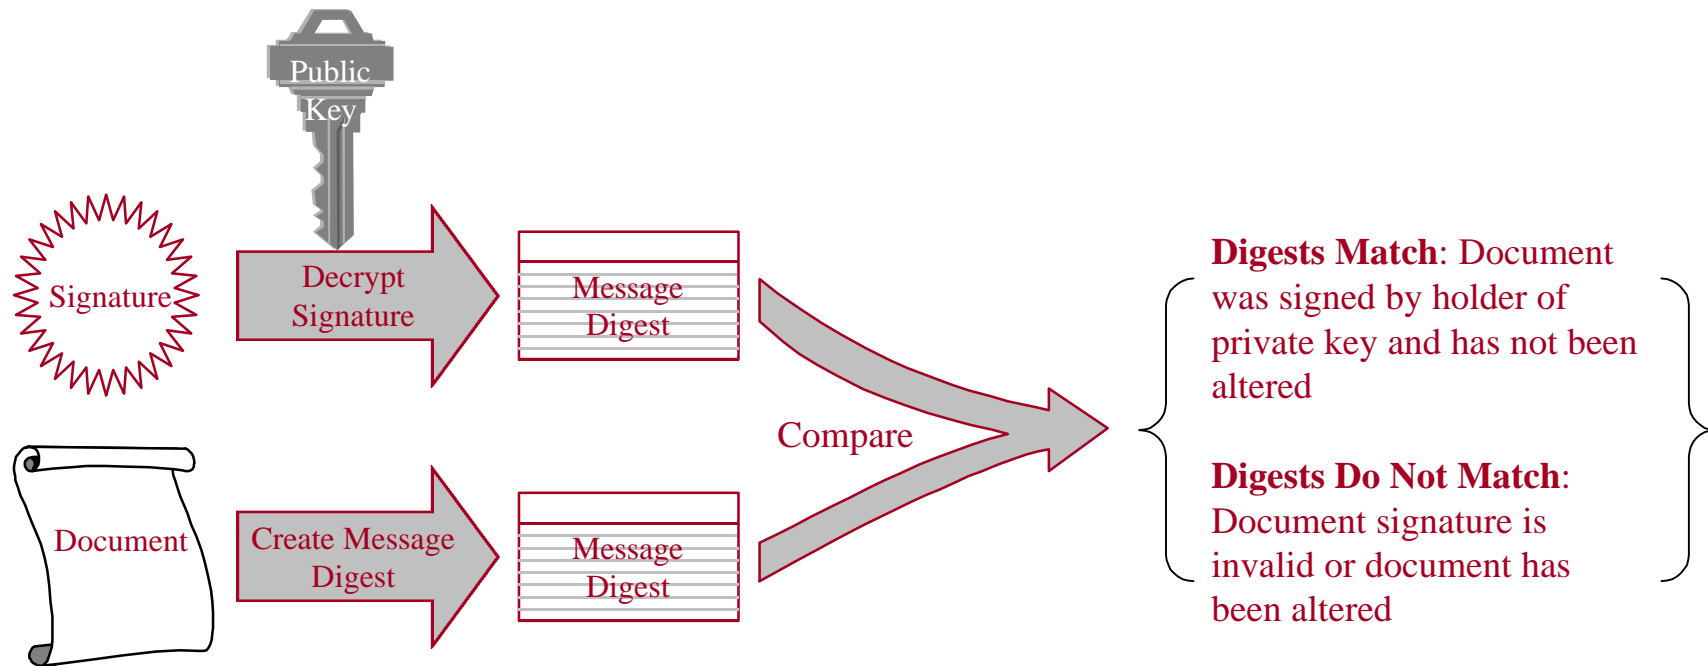 Public
Key
Signature
Decrypt
Signature
Message
Digest
Document
Create Message
Digest
Message
Digest
Compare
Digests Match: Document
was signed by holder of
private key and has not been
altered
Digests Do Not Match:
Document signature is
invalid or document has
been altered